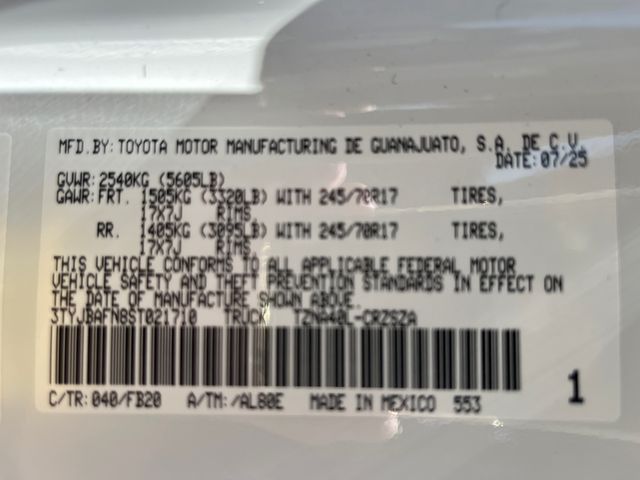 MFD.BY: TOYOTA MOTOR MANUFACTURING DE GUANAJUATO, S.A. DE C.V.
DATE: 07/25
GVWR: 2540KG (5605LB)
GAWR: FRT. 1505KG (3320LB) WITH 245/70R17 TIRES,
17X7J RIMS,
RR. 1405KG (3095LB) WITH 245/70R17 TIRES,
17X7J RIMS,
THIS VEHICLE CONFORMS TO ALL APPLICABLE FEDERAL MOTOR
VEHICLE SAFETY AND THEFT PREVENTION STANDARDS IN EFFECT ON
THE DATE OF MANUFACTURE SHOWN ABOVE.
3TYJBAFN8ST021710 TRUCK TZNA40L-CRZSZA
C/TR: 040/FB20 A/TM: /AL80E MADE IN MEXICO 553
1